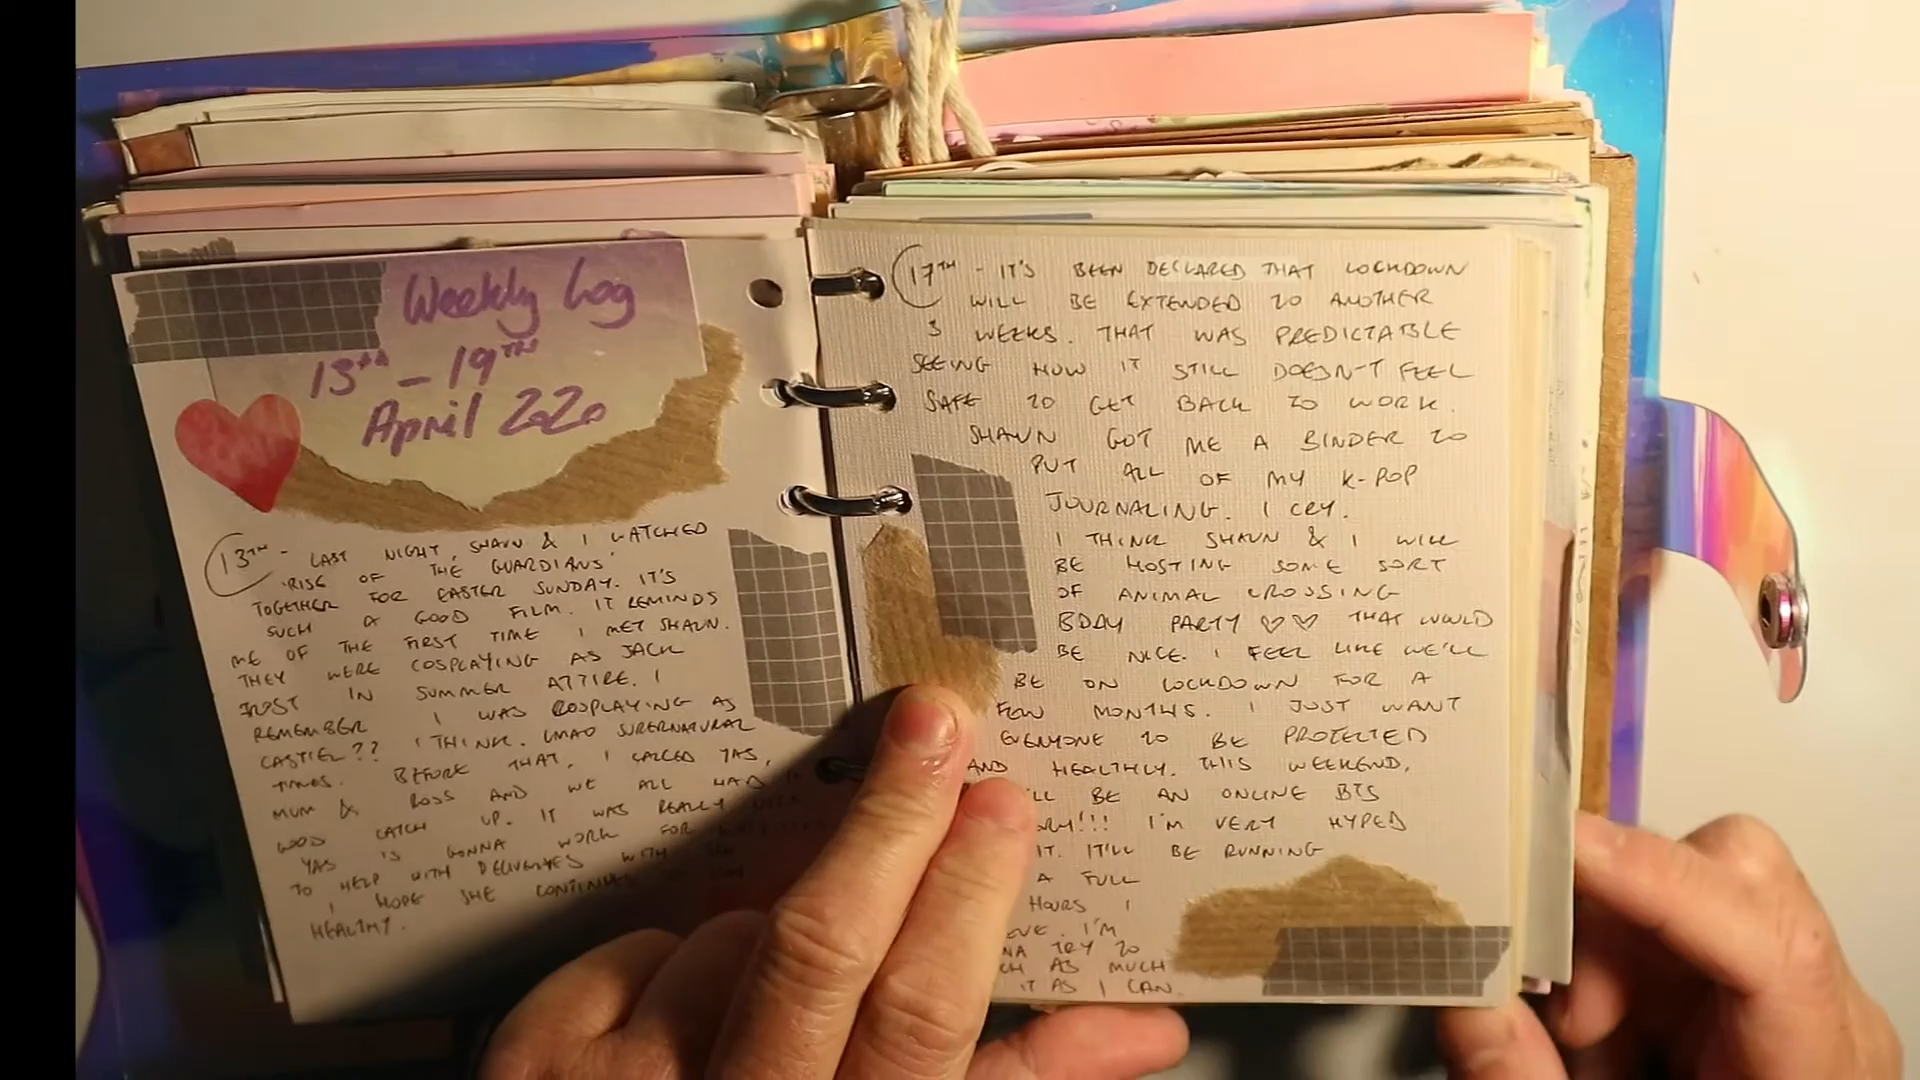 Weekly Log
13TH - 19TH
April 2020
13TH - LAST NIGHT, SHAUN & I WATCHED
'RISE OF THE GUARDIANS'
TOGETHER FOR EASTER SUNDAY. IT'S
SUCH A GOOD FILM. IT REMINDS
ME OF THE FIRST TIME I MET SHAUN.
THEY WERE COSPLAYING AS JACK
FROST IN SUMMER ATTIRE. I
REMEMBER I WAS COSPLAYING AS
CASTIEL?? I THINK. LMAO SUPERNATURAL
TIMES. BEFORE THAT, I CALLED YAS,
MUM & ROSS AND WE ALL HAD A
GOOD CATCH UP. IT WAS REALLY NICE
YAS IS GONNA WORK FOR
TO HELP WITH DELIVERIES WITH
I HOPE SHE CONTINUES TO
HEALTHY.
17TH - IT'S BEEN DECLARED THAT LOCKDOWN
WILL BE EXTENDED TO ANOTHER
3 WEEKS. THAT WAS PREDICTABLE
SEEING HOW IT STILL DOESN'T FEEL
SAFE TO GET BACK TO WORK.
SHAUN GOT ME A BINDER TO
PUT ALL OF MY K-POP
JOURNALING. I CRY.
I THINK SHAUN & I WILL
BE HOSTING SOME SORT
OF ANIMAL CROSSING
BDAY PARTY ♡♡ THAT WOULD
BE NICE. I FEEL LIKE WE'LL
BE ON LOCKDOWN FOR A
FEW MONTHS. I JUST WANT
EVERYONE TO BE PROTECTED
AND HEALTHLY. THIS WEEKEND,
LL BE AN ONLINE BTS
!!! I'M VERY HYPED
IT. IT'LL BE RUNNING
A FULL
HOURS I
I'M
TRY TO
AS MUCH
IT AS I CAN.